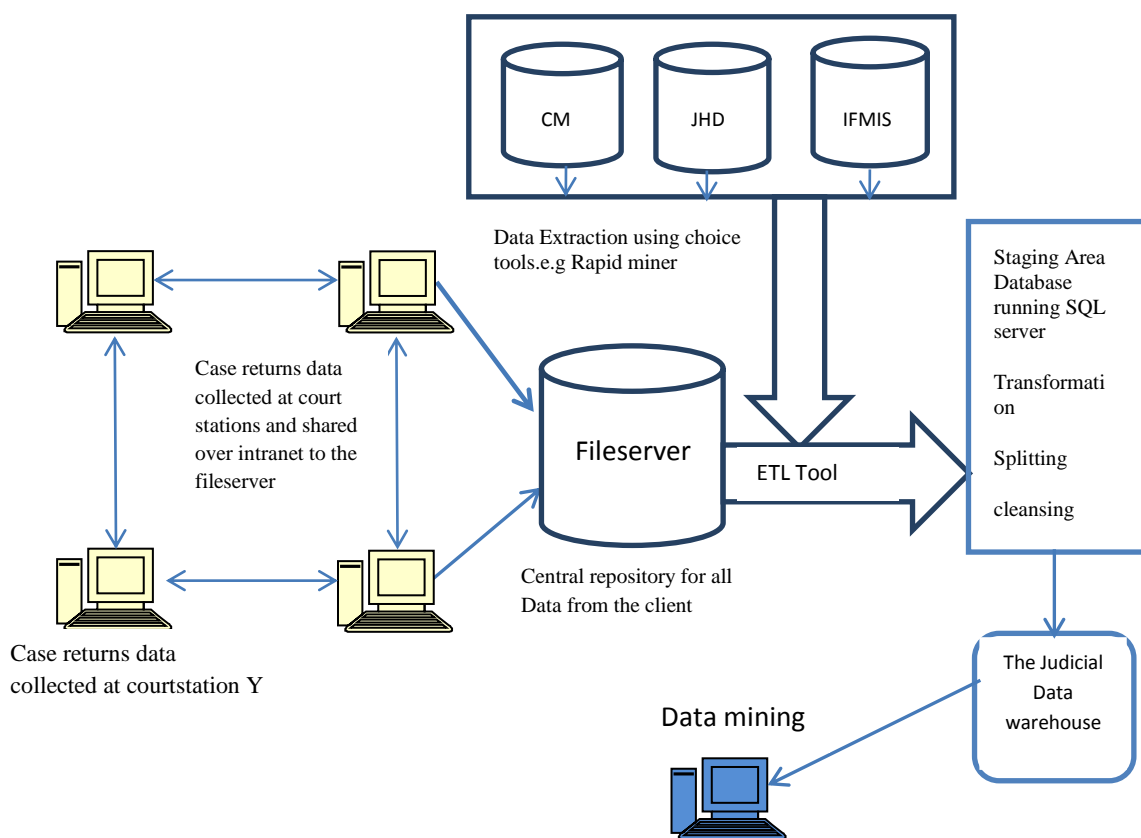 CM
JHD
IFMIS
Data Extraction using choice
tools.e.g Rapid miner
Staging Area
Database
running SQL
server
Transformati
on
Splitting
cleansing
Case returns data
collected at court
stations and shared
over intranet to the
fileserver
Fileserver
ETL Tool
Central repository for all
Data from the client
Case returns data
collected at courtstation Y
The Judicial
Data
warehouse
Data mining